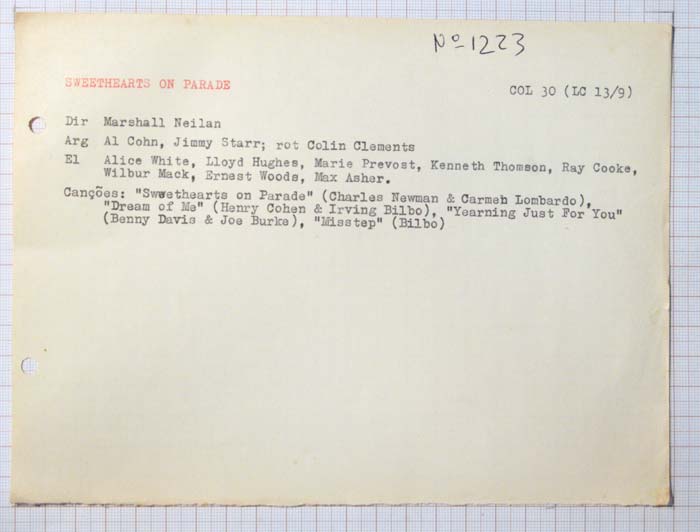 Nº 1223
SWEETHEARTS ON PARADE
COL 30 (LC 13/9)
Dir Marshall Neilan
Arg Al Cohn, Jimmy Starr; rot Colin Clements
El Alice White, Lloyd Hughes, Marie Prevost, Kenneth Thomson, Ray Cooke,
Wilbur Mack, Ernest Woods, Max Asher.
Canções: "Swwethearts on Parade" (Charles Newman & Carmeh Lombardo),
"Dream of Me" (Henry Cohen & Irving Bilbo), "Yearning Just For You"
(Benny Davis & Joe Burke), "Misstep" (Bilbo)